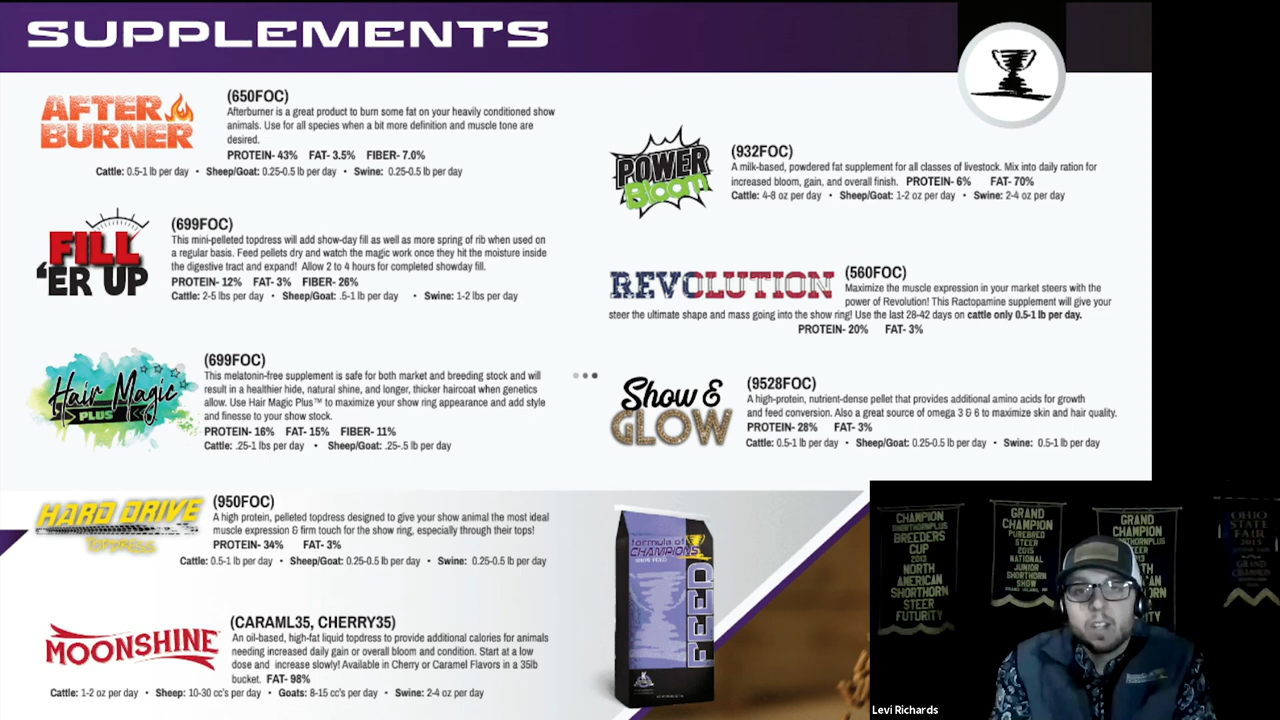 SUPPLEMENTS
AFTER BURNER
(650FOC)
Afterburner is a great product to burn some fat on your heavily conditioned show
animals. Use for all species when a bit more definition and muscle tone are
desired.
PROTEIN- 43% FAT- 3.5% FIBER- 7.0%
Cattle: 0.5-1 lb per day • Sheep/Goat: 0.25-0.5 lb per day • Swine: 0.25-0.5 lb per day
FILL
'ER UP
(699FOC)
This mini-pelleted topdress will add show-day fill as well as more spring of rib when used on
a regular basis. Feed pellets dry and watch the magic work once they hit the moisture inside
the digestive tract and expand! Allow 2 to 4 hours for completed showday fill.
PROTEIN- 12% FAT- 3% FIBER- 26%
Cattle: 2-5 lbs per day • Sheep/Goat: .5-1 lb per day • Swine: 1-2 lbs per day
Hair Magic
PLUS
(699FOC)
This melatonin-free supplement is safe for both market and breeding stock and will
result in a healthier hide, natural shine, and longer, thicker haircoat when genetics
allow. Use Hair Magic Plus™ to maximize your show ring appearance and add style
and finesse to your show stock.
PROTEIN- 16% FAT- 15% FIBER- 11%
Cattle: .25-1 lbs per day • Sheep/Goat: .25-.5 lb per day
HARD DRIVE
TOPDRESS
(950FOC)
A high protein, pelleted topdress designed to give your show animal the most ideal
muscle expression & firm touch for the show ring, especially through their tops!
PROTEIN- 34% FAT- 3%
Cattle: 0.5-1 lb per day • Sheep/Goat: 0.25-0.5 lb per day • Swine: 0.25-0.5 lb per day
MOONSHINE
(CARAML35, CHERRY35)
An oil-based, high-fat liquid topdress to provide additional calories for animals
needing increased daily gain or overall bloom and condition. Start at a low
dose and increase slowly! Available in Cherry or Caramel Flavors in a 35lb
bucket. FAT- 98%
Cattle: 1-2 oz per day • Sheep: 10-30 cc's per day • Goats: 8-15 cc's per day • Swine: 2-4 oz per day
POWER
Bloom
(932FOC)
A milk-based, powdered fat supplement for all classes of livestock. Mix into daily ration for
increased bloom, gain, and overall finish. PROTEIN- 6% FAT- 70%
Cattle: 4-8 oz per day • Sheep/Goat: 1-2 oz per day • Swine: 2-4 oz per day
REVOLUTION
(560FOC)
Maximize the muscle expression in your market steers with the
power of Revolution! This Ractopamine supplement will give your
steer the ultimate shape and mass going into the show ring! Use the last 28-42 days on cattle only 0.5-1 lb per day.
PROTEIN- 20% FAT- 3%
Show &
GLOW
(9528FOC)
A high-protein, nutrient-dense pellet that provides additional amino acids for growth
and feed conversion. Also a great source of omega 3 & 6 to maximize skin and hair quality.
PROTEIN- 28% FAT- 3%
Cattle: 0.5-1 lb per day • Sheep/Goat: 0.25-0.5 lb per day • Swine: 0.5-1 lb per day
formula of
CHAMPIONS
SHOW FEED
FEED
CHAMPION
SHORTHORNPLUS
BREEDERS
CUP
2013
NORTH
AMERICAN
SHORTHORN
STEER
FUTURITY
GRAND
CHAMPION
PUREBRED
STEER
2015
NATIONAL
JUNIOR
SHORTHORN
SHOW
GRAND
CHAMPION
OHIO
STATE
FAIR
2015
GRAND
CHAMPION
Levi Richards